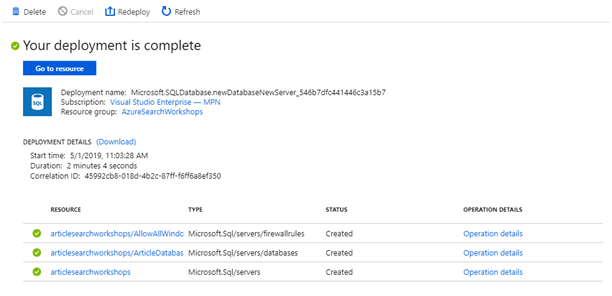 Delete Cancel Redeploy Refresh
Your deployment is complete
Go to resource
SQL
Deployment name: Microsoft.SQLDatabase.newDatabaseNewServer_546b7dfc441446c3a15b7
Subscription: Visual Studio Enterprise — MPN
Resource group: AzureSearchWorkshops
DEPLOYMENT DETAILS (Download)
Start time: 5/1/2019, 11:03:28 AM
Duration: 2 minutes 4 seconds
Correlation ID: 45992cb8-018d-4b2c-87ff-f6ff6a8ef350
RESOURCE TYPE STATUS OPERATION DETAILS
articlesearchworkshops/AllowAllWindc Microsoft.Sql/servers/firewallrules Created Operation details
articlesearchworkshops/ArticleDatabas Microsoft.Sql/servers/databases Created Operation details
articlesearchworkshops Microsoft.Sql/servers Created Operation details